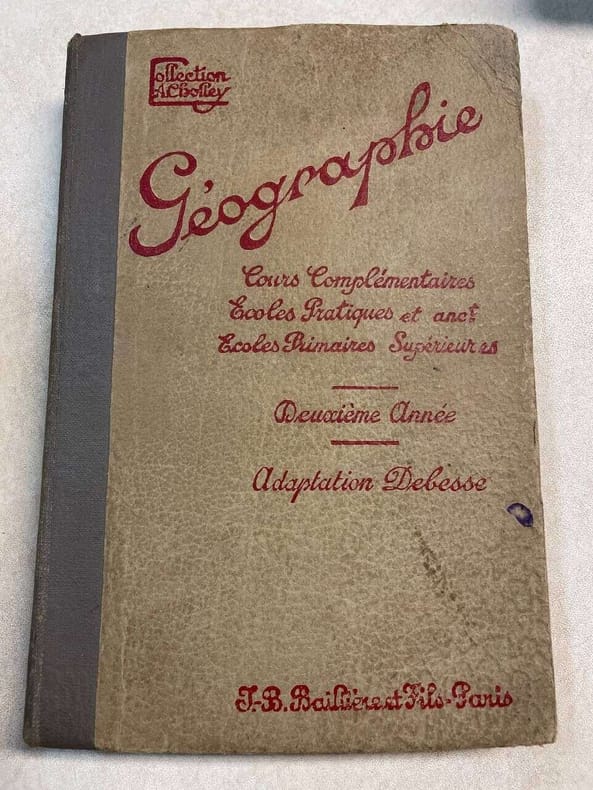 Collection
A. Cholley
Géographie
Cours Complémentaires
Ecoles Pratiques et anc.^{t}
Ecoles Primaires Supérieures
Deuxième Année
Adaptation Debesse
J.-B. Baillière et Fils-Paris